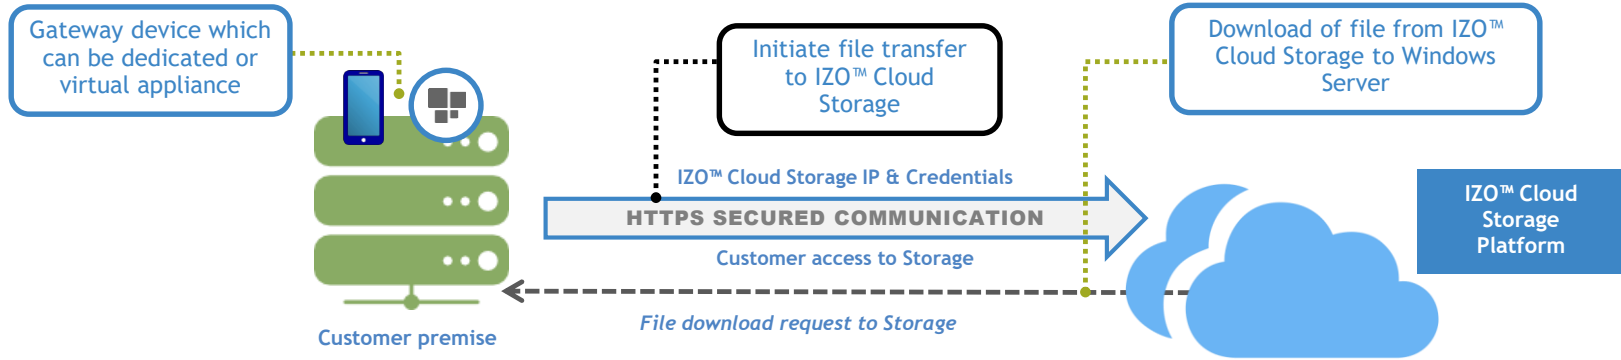 Gateway device which
can be dedicated or
virtual appliance
Initiate file transfer
to IZO™ Cloud
Storage
Download of file from IZO™
Cloud Storage to Windows
Server
IZO™ Cloud Storage IP & Credentials
HTTPS SECURED COMMUNICATION
Customer access to Storage
IZO™ Cloud
Storage
Platform
File download request to Storage
Customer premise